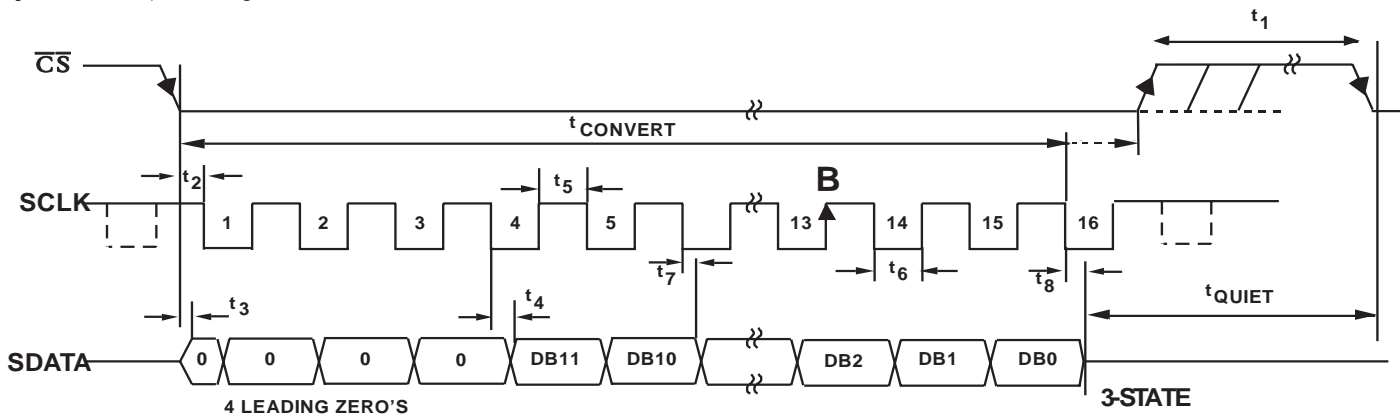 t1
CS
tCONVERT
t2
t5
B
SCLK
1 2 3 4 5 13 14 15 16
t7
t6
t8
t3
t4
tQUIET
SDATA
0 0 0 0 DB11 DB10 DB2 DB1 DB0
4 LEADING ZERO'S
3-STATE